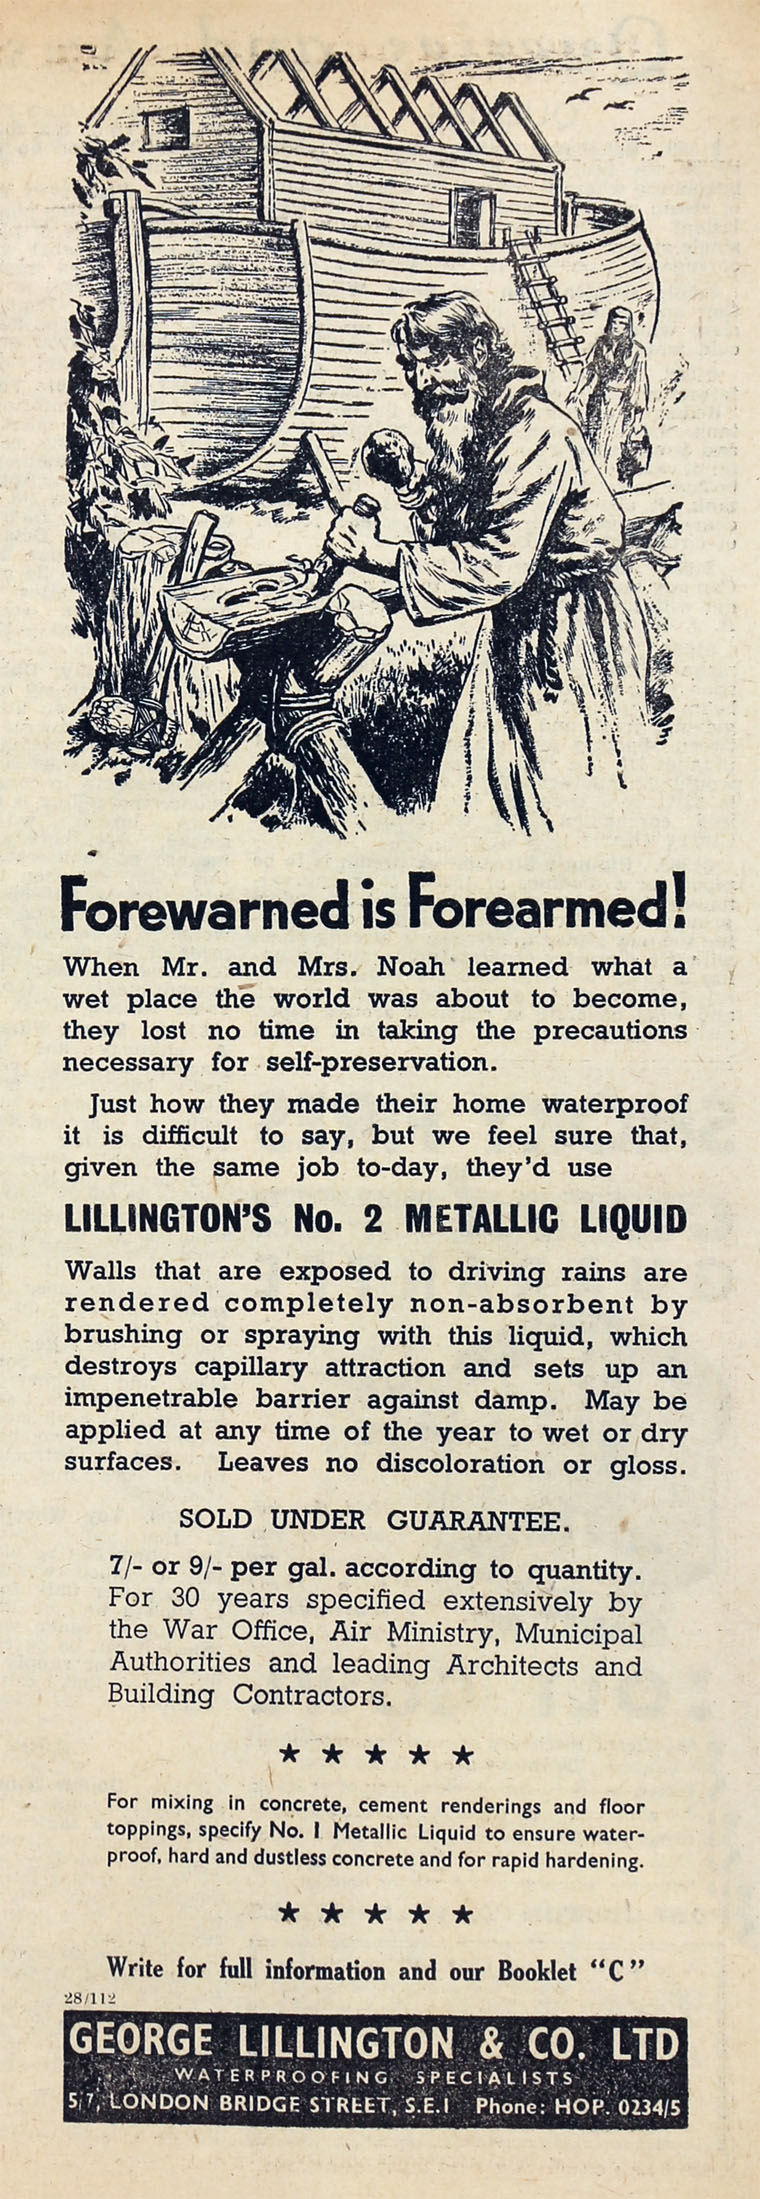 Forewarned is Forearmed!
When Mr. and Mrs. Noah learned what a
wet place the world was about to become,
they lost no time in taking the precautions
necessary for self-preservation.
Just how they made their home waterproof
it is difficult to say, but we feel sure that,
given the same job to-day, they'd use
LILLINGTON'S No. 2 METALLIC LIQUID
Walls that are exposed to driving rains are
rendered completely non-absorbent by
brushing or spraying with this liquid, which
destroys capillary attraction and sets up an
impenetrable barrier against damp. May be
applied at any time of the year to wet or dry
surfaces. Leaves no discoloration or gloss.
SOLD UNDER GUARANTEE.
7/- or 9/- per gal. according to quantity.
For 30 years specified extensively by
the War Office, Air Ministry, Municipal
Authorities and leading Architects and
Building Contractors.
★ ★ ★ ★ ★
For mixing in concrete, cement renderings and floor
toppings, specify No. 1 Metallic Liquid to ensure water-
proof, hard and dustless concrete and for rapid hardening.
★ ★ ★ ★ ★
Write for full information and our Booklet "C"
28/112
GEORGE LILLINGTON & CO. LTD
WATERPROOFING SPECIALISTS
5/7, LONDON BRIDGE STREET, S.E.1 Phone: HOP. 0234/5